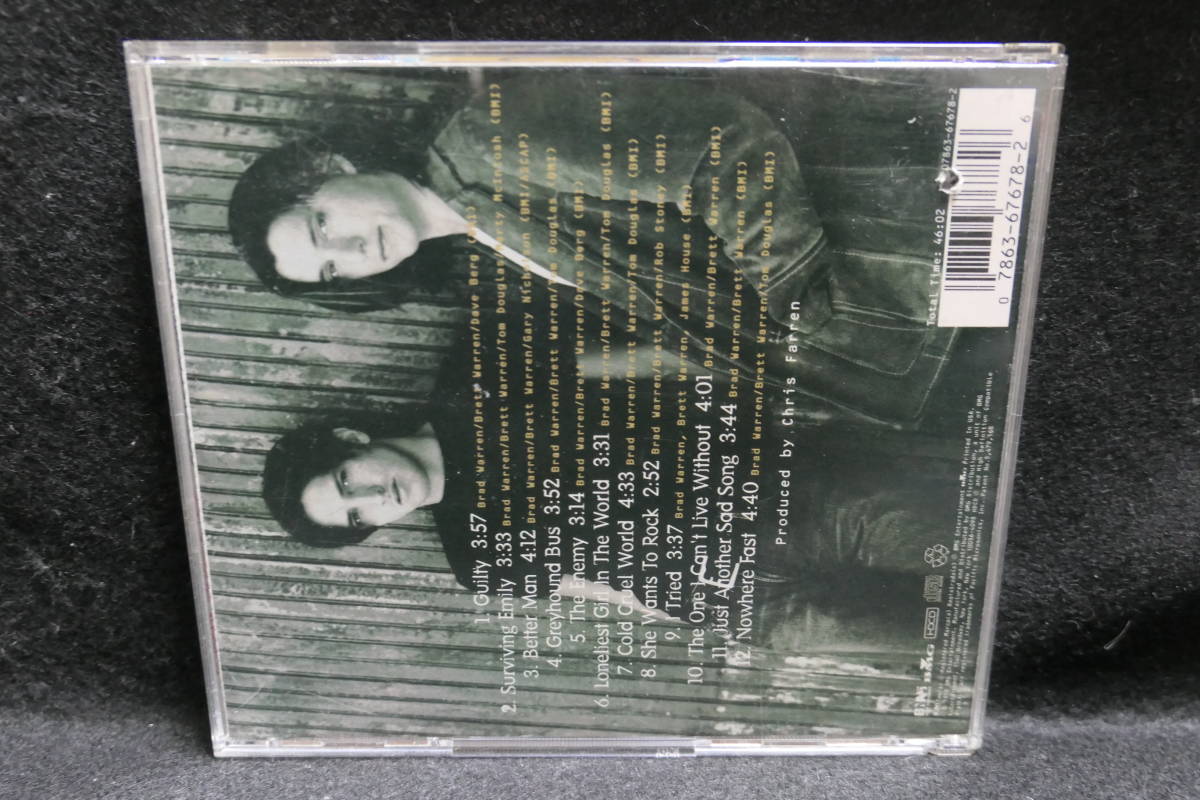 1. Guilty 3:57 Brad Warren/Brett Warren/Dave Berg (BMI)
2. Surviving Emily 3:33 Brad Warren/Brett Warren/Tom Douglas/Marty McIntosh (BMI)
3. Better Man 4:12 Brad Warren/Brett Warren/Gary Nicholson (BMI/ASCAP)
4. Greyhound Bus 3:52 Brad Warren/Brett Warren/Tom Douglas (BMI)
5. The Enemy 3:14 Brad Warren/Brett Warren/Dave Berg (BMI)
6. Loneliest Girl In The World 3:31 Brad Warren/Brett Warren/Tom Douglas (BMI)
7. Cold Cruel World 4:33 Brad Warren/Brett Warren/Tom Douglas (BMI)
8. She Wants To Rock 2:52 Brad Warren/Brett Warren/Rob Stoney (BMI)
9. I Tried 3:37 Brad Warren, Brett Warren, James House (BMI)
10. The One I Can't Live Without 4:01 Brad Warren/Brett Warren (BMI)
11. Just Another Sad Song 3:44 Brad Warren/Brett Warren (BMI)
12. Nowhere Fast 4:40 Brad Warren/Brett Warren/Tom Douglas (BMI)
Produced by Chris Farren
Total Time: 46:02 07863-67678-2
0 7863-67678-2 6
BNA BMG HDCD